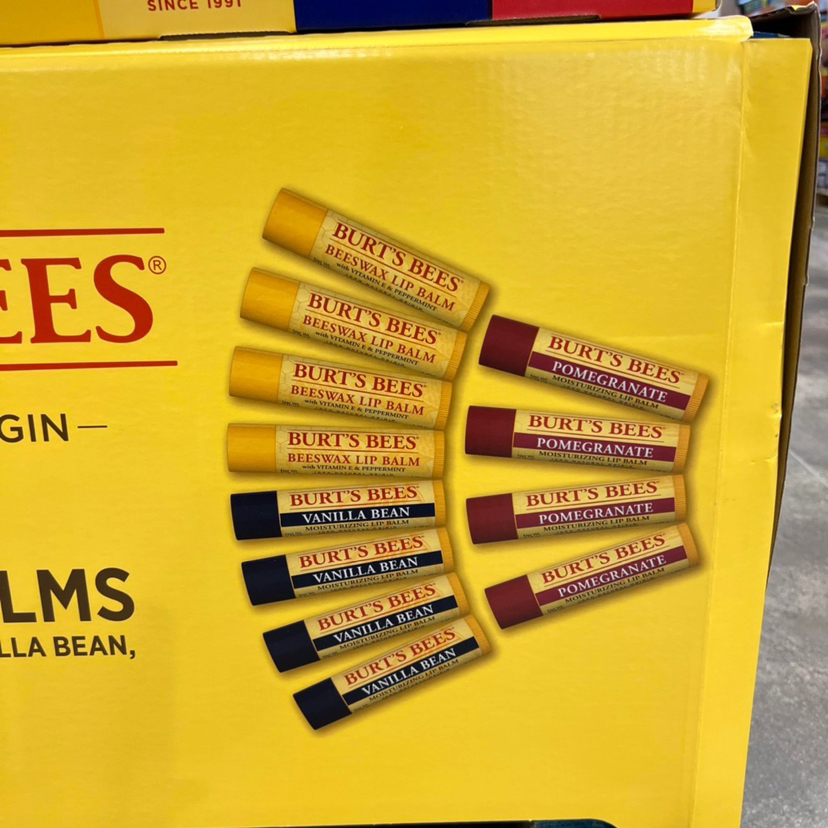 SINCE 1991
EES®
GIN —
LMS
LLA BEAN,
BURT'S BEES
BEESWAX LIP BALM
with VITAMIN E & PEPPERMINT
BURT'S BEES
BEESWAX LIP BALM
with VITAMIN E & PEPPERMINT
BURT'S BEES
BEESWAX LIP BALM
with VITAMIN E & PEPPERMINT
BURT'S BEES
BEESWAX LIP BALM
with VITAMIN E & PEPPERMINT
BURT'S BEES
VANILLA BEAN
MOISTURIZING LIP BALM
BURT'S BEES
VANILLA BEAN
MOISTURIZING LIP BALM
BURT'S BEES
VANILLA BEAN
MOISTURIZING LIP BALM
BURT'S BEES
VANILLA BEAN
MOISTURIZING LIP BALM
BURT'S BEES
POMEGRANATE
MOISTURIZING LIP BALM
BURT'S BEES
POMEGRANATE
MOISTURIZING LIP BALM
BURT'S BEES
POMEGRANATE
MOISTURIZING LIP BALM
BURT'S BEES
POMEGRANATE
MOISTURIZING LIP BALM